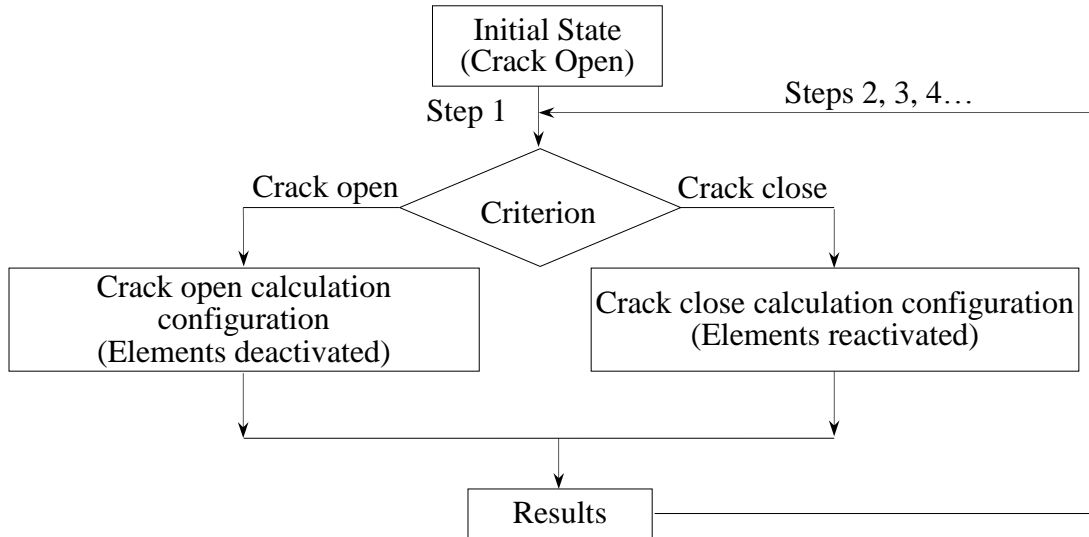 Initial State
(Crack Open)
Step 1
Steps 2, 3, 4…
Crack open
Crack close
Criterion
Crack open calculation
configuration
(Elements deactivated)
Crack close calculation configuration
(Elements reactivated)
Results